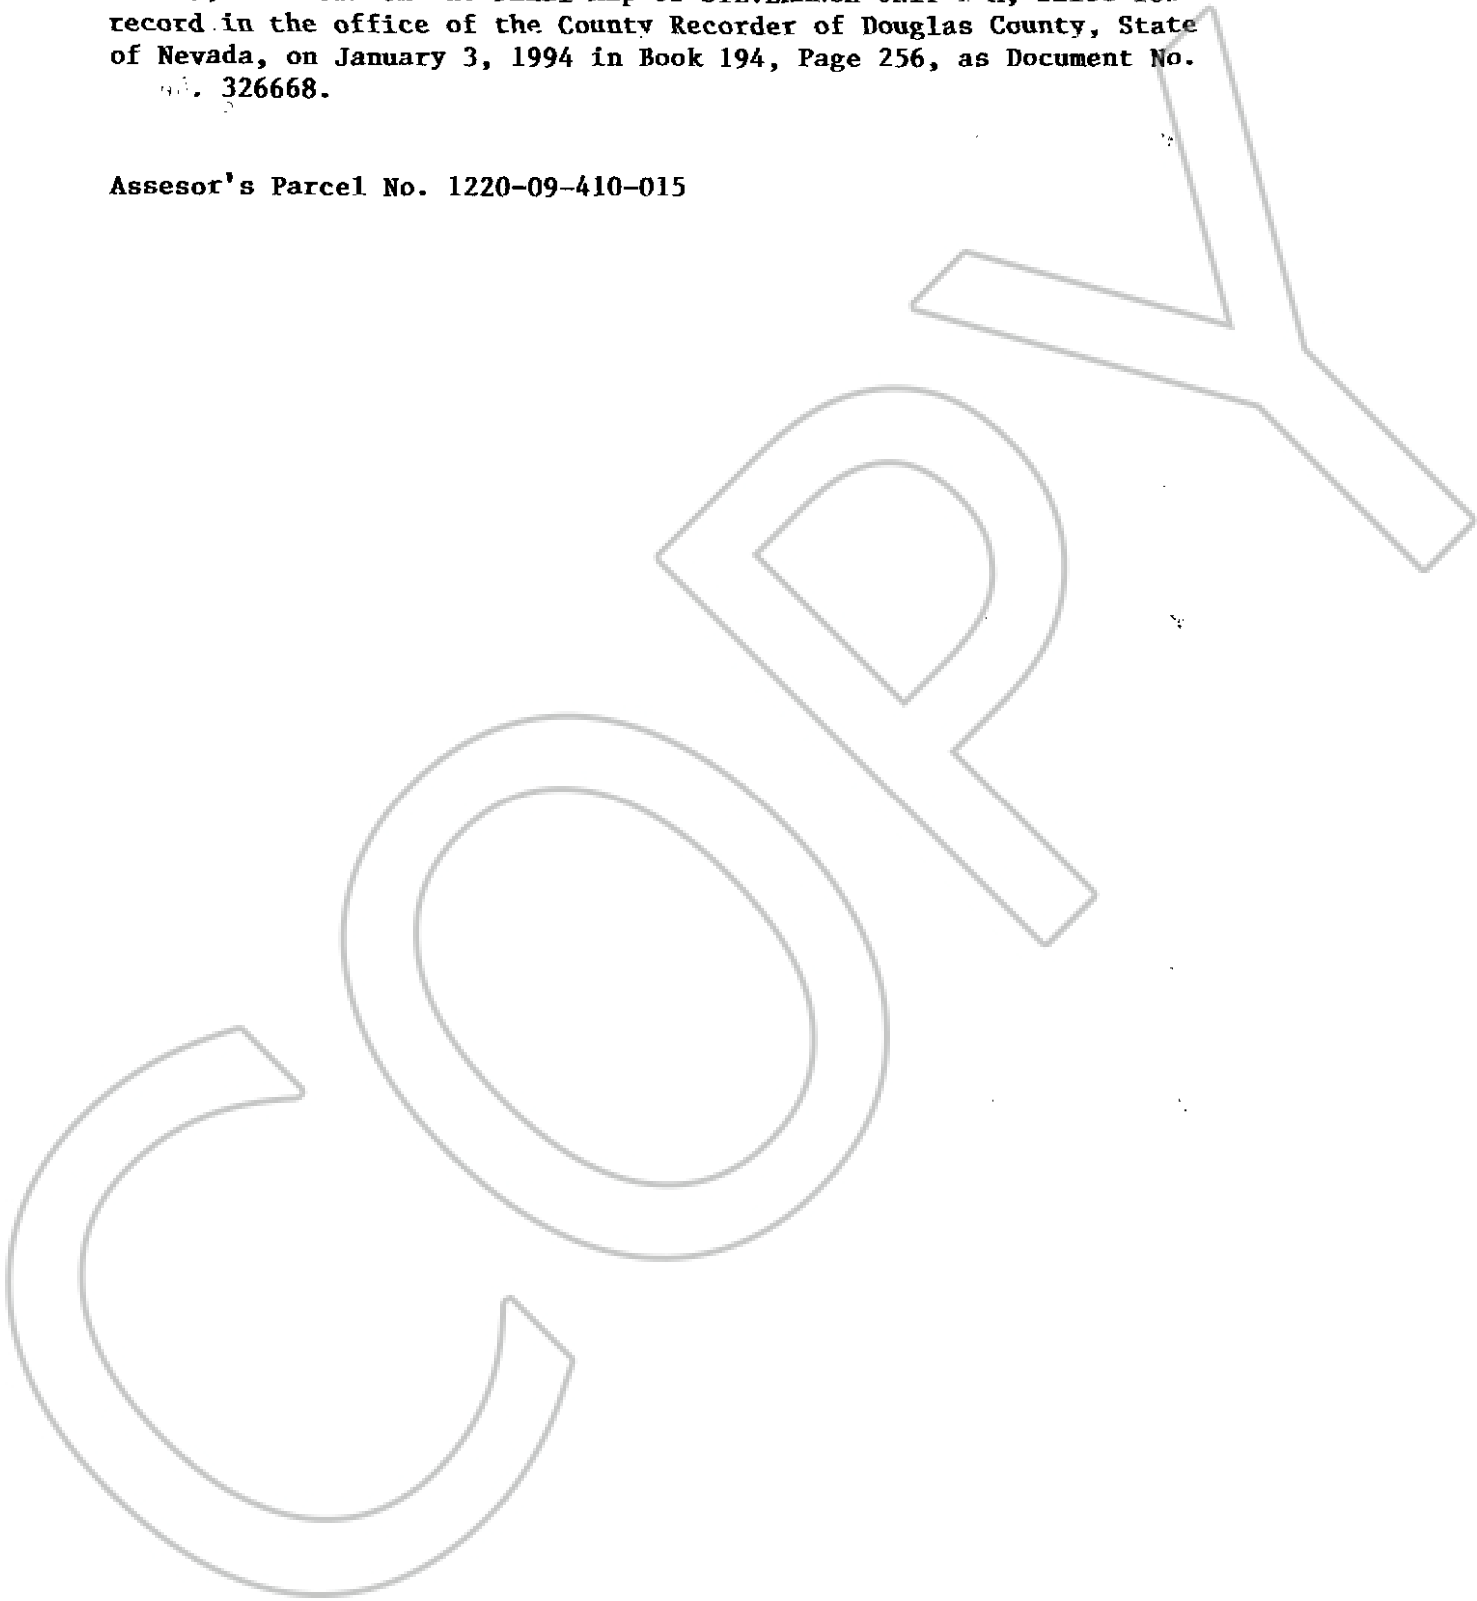 record in the office of the County Recorder of Douglas County, State
of Nevada, on January 3, 1994 in Book 194, Page 256, as Document No.
. 326668.
Assesor's Parcel No. 1220-09-410-015
COPY